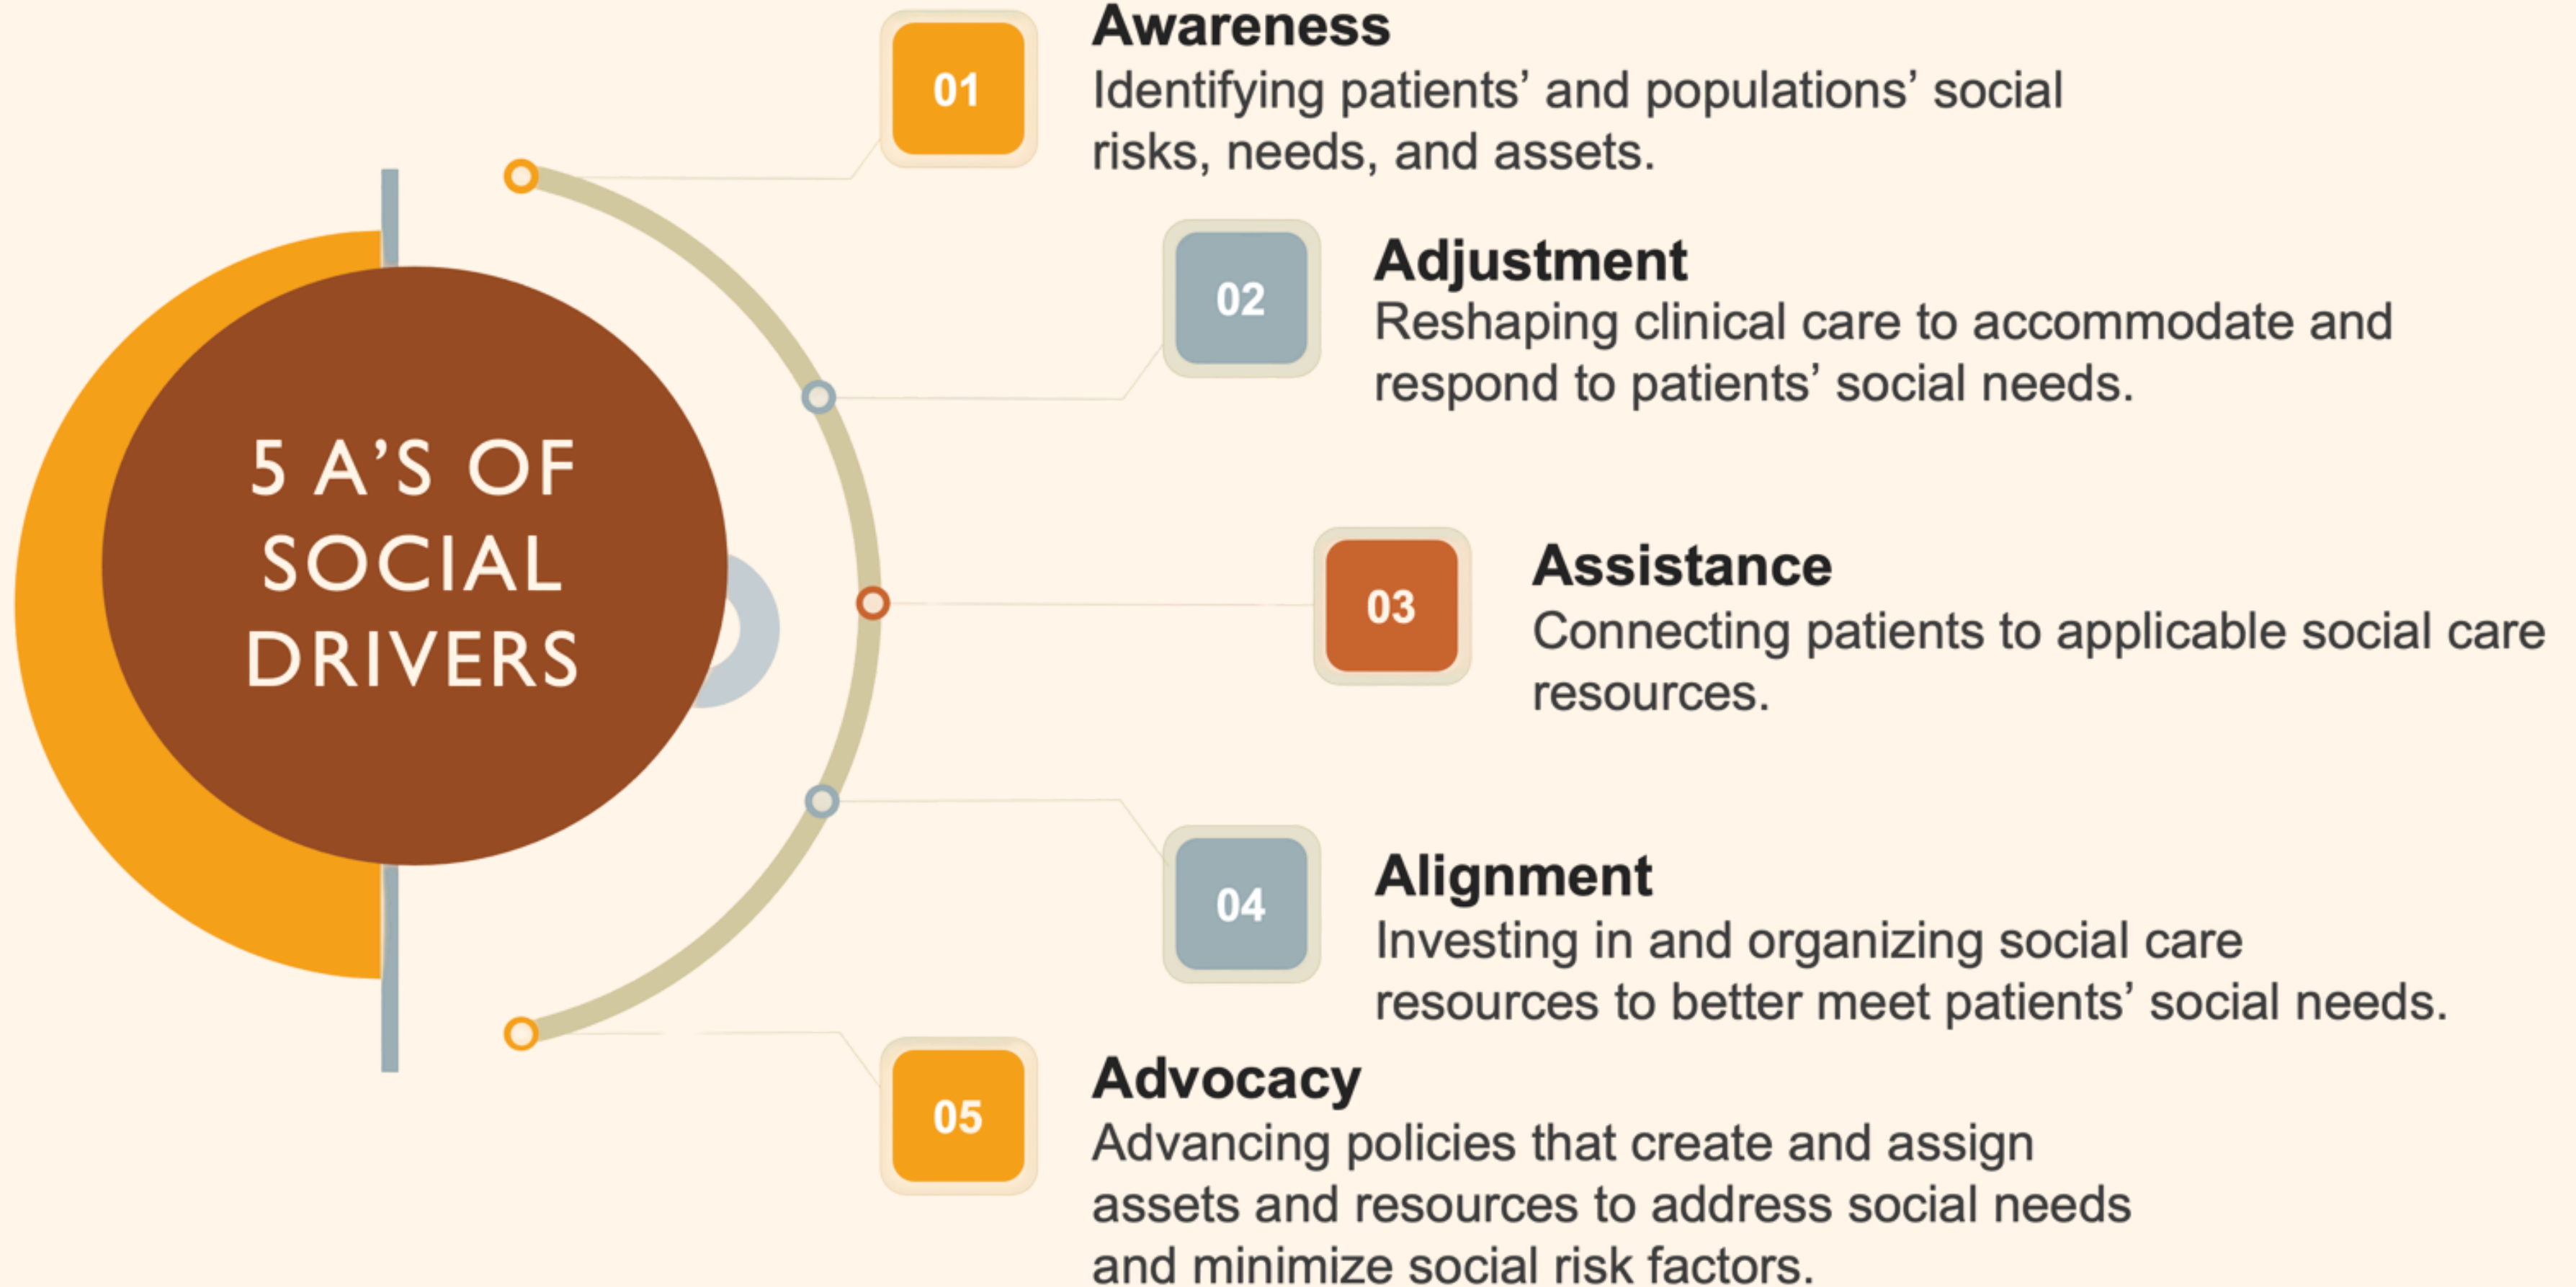 5 A’S OF
SOCIAL
DRIVERS
01
Awareness
Identifying patients’ and populations’ social
risks, needs, and assets.
02
Adjustment
Reshaping clinical care to accommodate and
respond to patients’ social needs.
03
Assistance
Connecting patients to applicable social care
resources.
04
Alignment
Investing in and organizing social care
resources to better meet patients’ social needs.
05
Advocacy
Advancing policies that create and assign
assets and resources to address social needs
and minimize social risk factors.